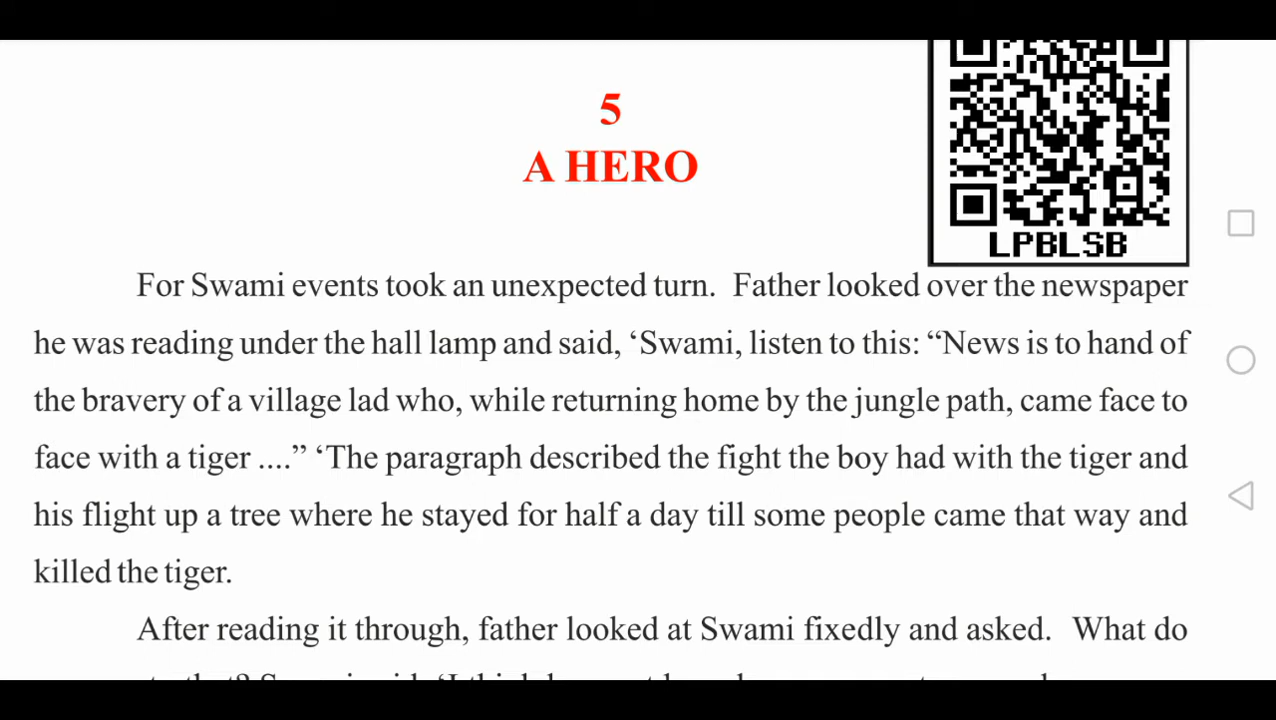 5
A HERO
LPBLSB
For Swami events took an unexpected turn. Father looked over the newspaper
he was reading under the hall lamp and said, ‘Swami, listen to this: “News is to hand of
the bravery of a village lad who, while returning home by the jungle path, came face to
face with a tiger ....” ‘The paragraph described the fight the boy had with the tiger and
his flight up a tree where he stayed for half a day till some people came that way and
killed the tiger.
After reading it through, father looked at Swami fixedly and asked. What do